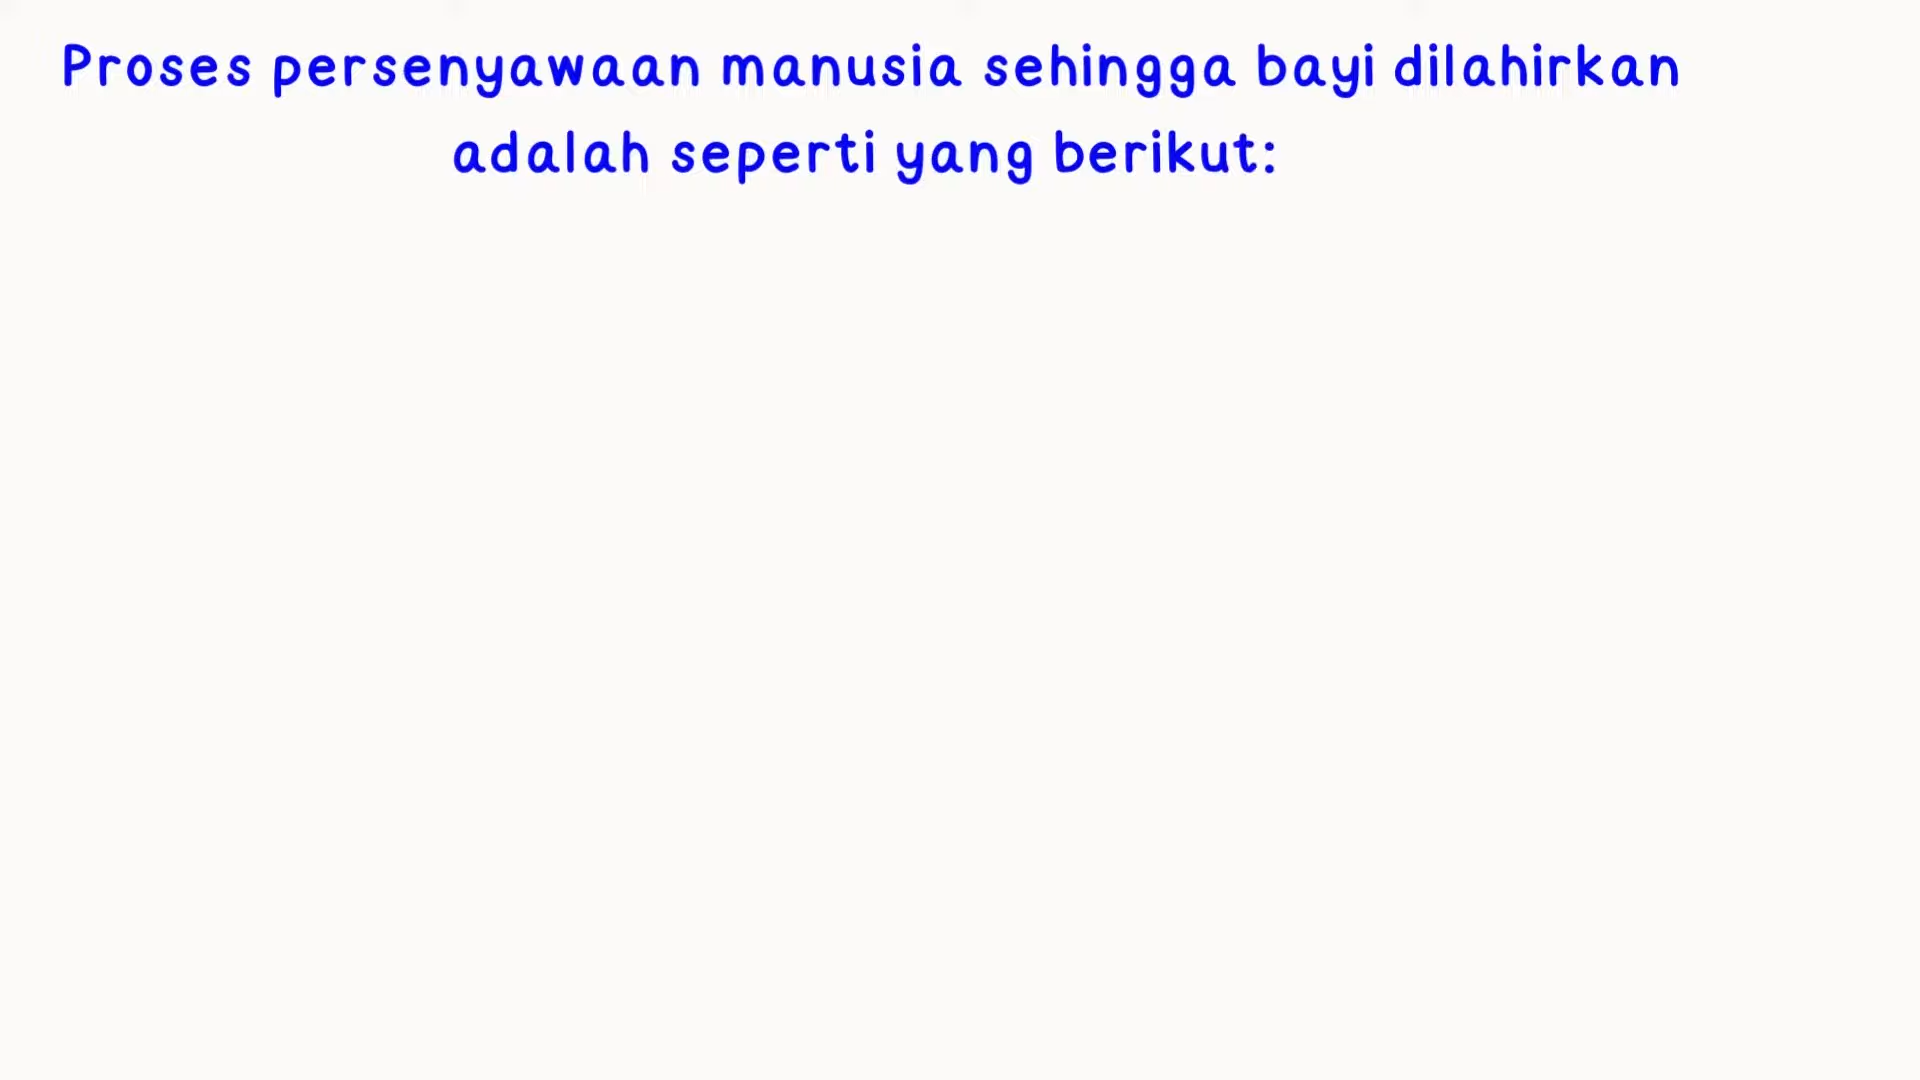 Proses persenyawaan manusia sehingga bayi dilahirkan
adalah seperti yang berikut: